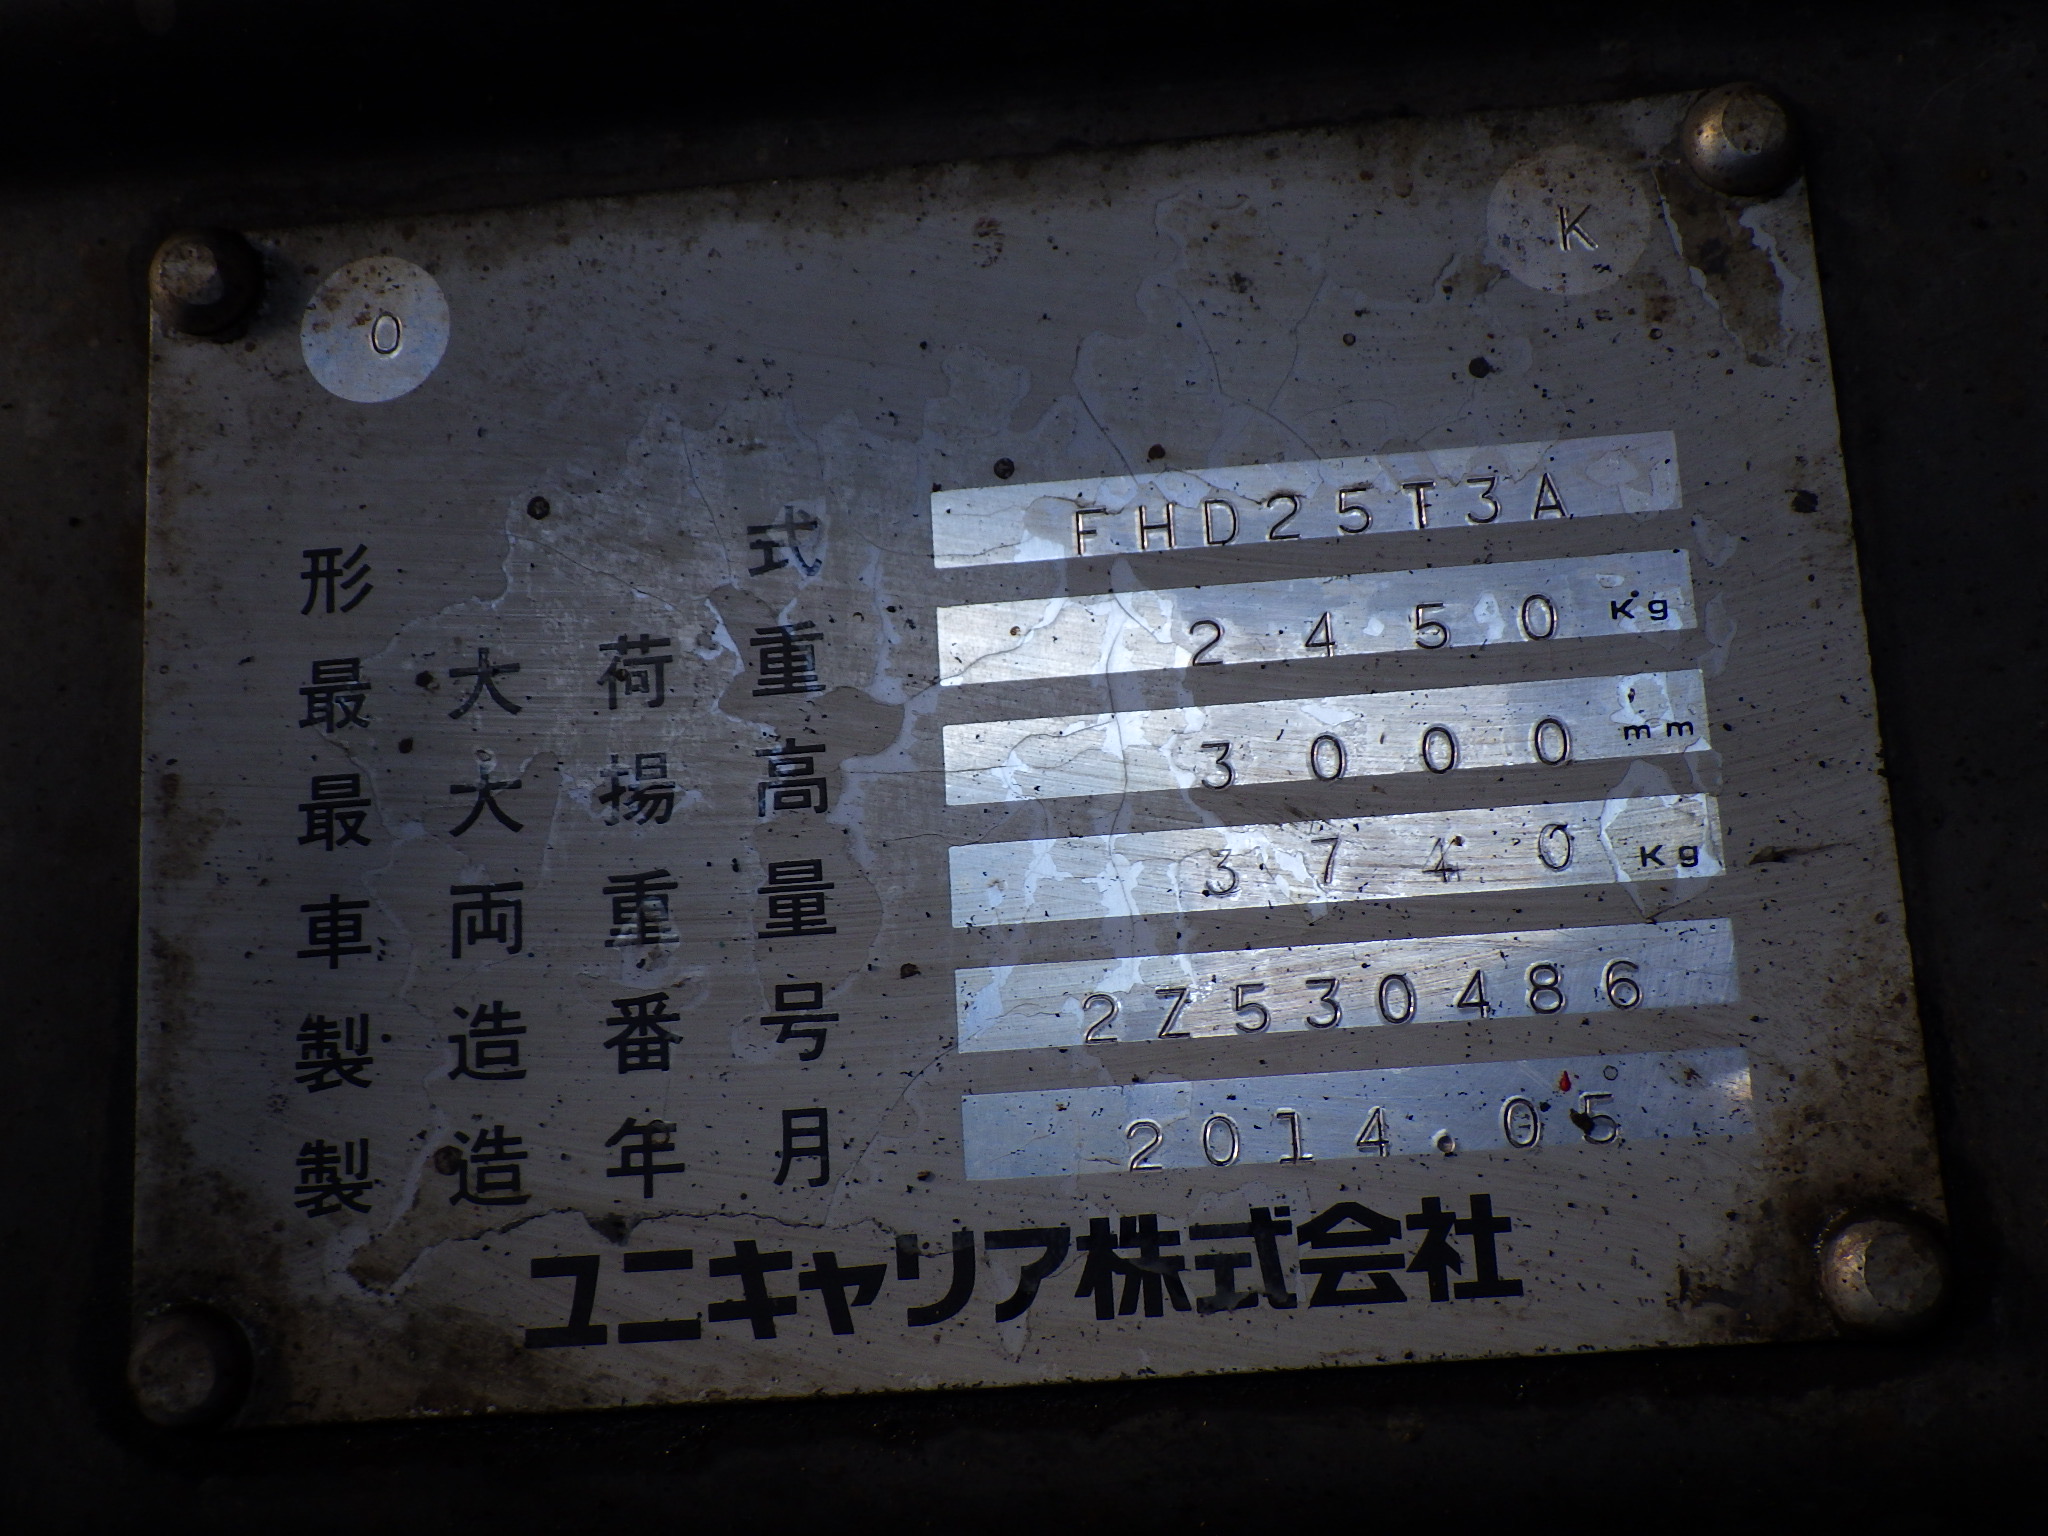 O K
形式 FHD25T3A
最大荷重 2450 Kg
最大揚高 3000 mm
車両重量 3740 Kg
製造番号 2Z530486
製造年月 2014.05
ユニキャリア株式会社